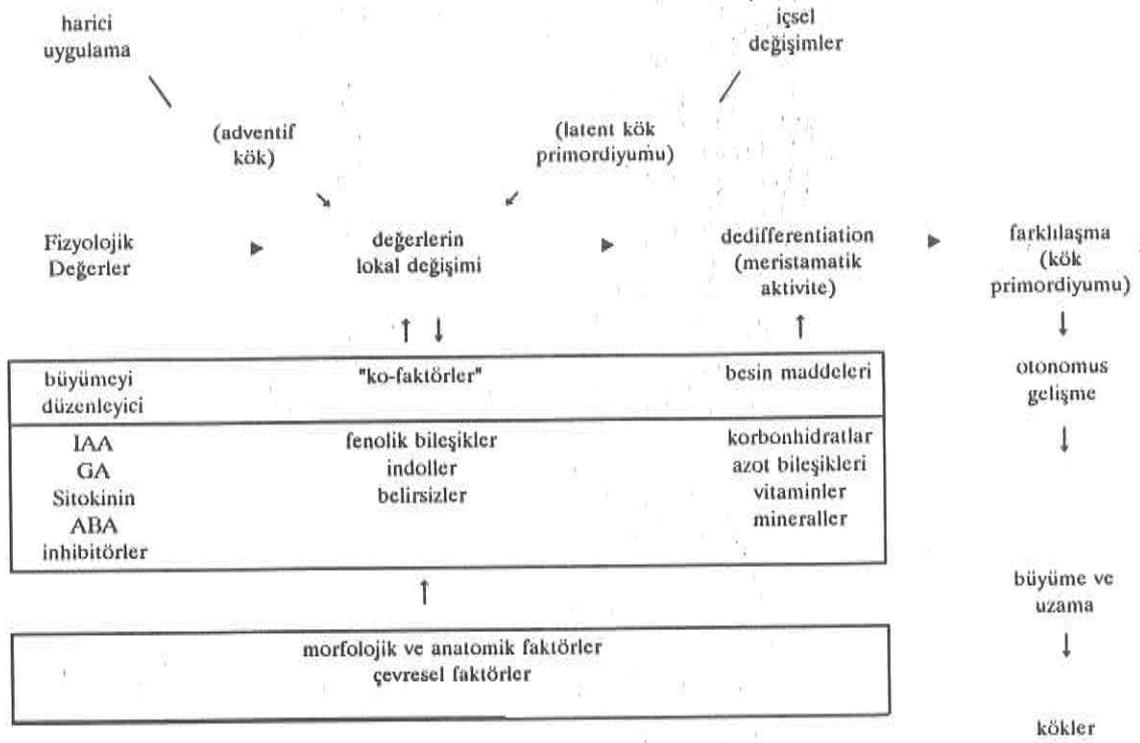 harici
uygulama
içsel
değişimler
(adventif
kök)
(latent kök
primordiyumu)
Fizyolojik
Değerler
değerlerin
lokal değişimi
dedifferentiation
(meristamatik
aktivite)
farklılaşma
(kök
primordiyumu)
büyümeyi
düzenleyici
"ko-faktörler"
besin maddeleri
otonomus
gelişme
IAA
GA
Sitokinin
ABA
inhibitörler
fenolik bileşikler
indoller
belirsizler
korbonhidratlar
azot bileşikleri
vitaminler
mineraller
büyüme ve
uzama
morfolojik ve anatomik faktörler
çevresel faktörler
kökler